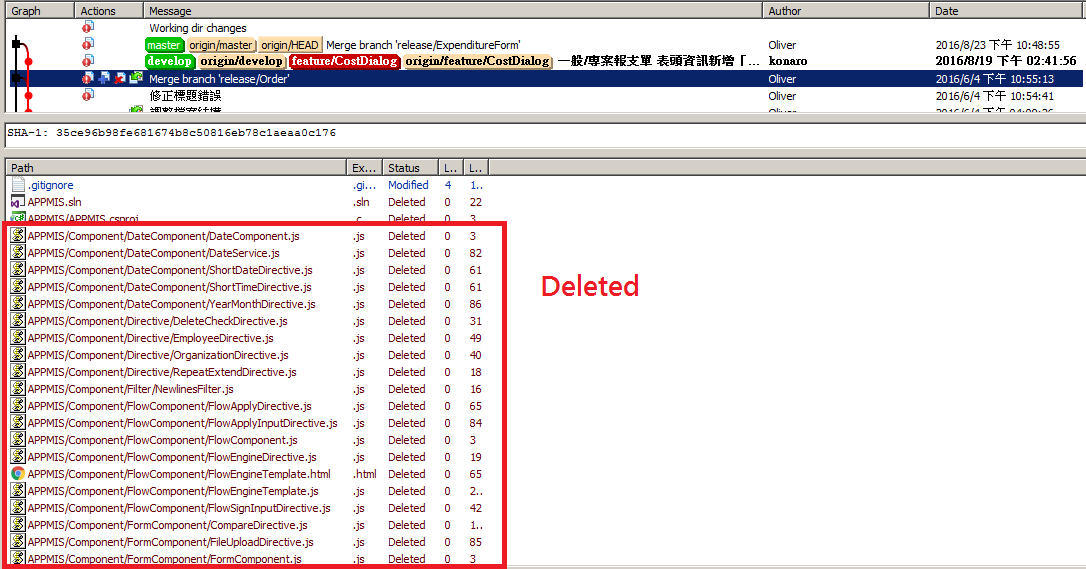 Graph Actions Message Author Date
Working dir changes
master origin/master origin/HEAD Merge branch 'release/ExpenditureForm' Oliver 2016/8/23 下午 10:48:55
develop origin/develop feature/CostDialog origin/feature/CostDialog 一般/專案報支單 表頭資訊新增「... konaro 2016/8/19 下午 02:41:56
Merge branch 'release/Order' Oliver 2016/6/4 下午 10:55:13
修正標題錯誤 Oliver 2016/6/4 下午 10:54:41
SHA-1: 35ce96b98fe681674b8c50816eb78c1aeaa0c176
Path Ex... Status L.. L..
.gitignore .gi... Modified 4 1..
APPMIS.sln .sln Deleted 0 22
APPMIS/APPMIS.csproj .c... Deleted 0 3
APPMIS/Component/DateComponent/DateComponent.js .js Deleted 0 3
APPMIS/Component/DateComponent/DateService.js .js Deleted 0 82
APPMIS/Component/DateComponent/ShortDateDirective.js .js Deleted 0 61
APPMIS/Component/DateComponent/ShortTimeDirective.js .js Deleted 0 61
APPMIS/Component/DateComponent/YearMonthDirective.js .js Deleted 0 86
APPMIS/Component/Directive/DeleteCheckDirective.js .js Deleted 0 31
APPMIS/Component/Directive/EmployeeDirective.js .js Deleted 0 49
APPMIS/Component/Directive/OrganizationDirective.js .js Deleted 0 40
APPMIS/Component/Directive/RepeatExtendDirective.js .js Deleted 0 18
APPMIS/Component/Filter/NewlinesFilter.js .js Deleted 0 16
APPMIS/Component/FlowComponent/FlowApplyDirective.js .js Deleted 0 65
APPMIS/Component/FlowComponent/FlowApplyInputDirective.js .js Deleted 0 84
APPMIS/Component/FlowComponent/FlowComponent.js .js Deleted 0 3
APPMIS/Component/FlowComponent/FlowEngineDirective.js .js Deleted 0 19
APPMIS/Component/FlowComponent/FlowEngineTemplate.html .html Deleted 0 65
APPMIS/Component/FlowComponent/FlowEngineTemplate.js .js Deleted 0 2..
APPMIS/Component/FlowComponent/FlowSignInputDirective.js .js Deleted 0 42
APPMIS/Component/FormComponent/CompareDirective.js .js Deleted 0 1..
APPMIS/Component/FormComponent/FileUploadDirective.js .js Deleted 0 85
APPMIS/Component/FormComponent/FormComponent.js .js Deleted 0 3
Deleted